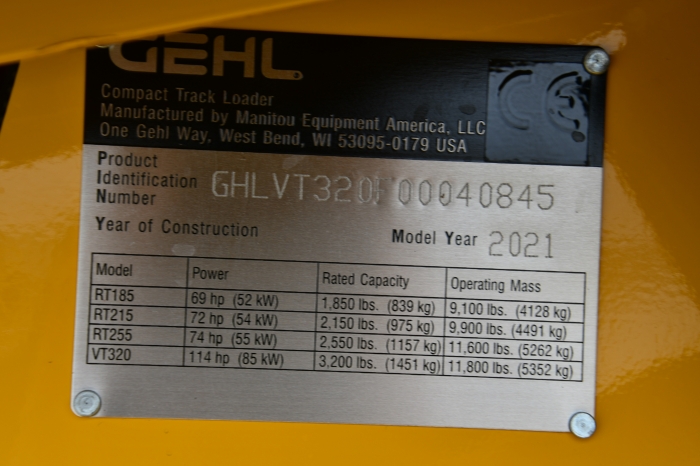 GEHL
Compact Track Loader
Manufactured by Manitou Equipment America, LLC
One Gehl Way, West Bend, WI 53095-0179 USA
CE
Product
Identification
Number
Year of Construction
Model Year 2021
Model Power Rated Capacity Operating Mass
RT185 69 hp (52 kW) 1,850 lbs. (839 kg) 9,100 lbs. (4128 kg)
RT215 72 hp (54 kW) 2,150 lbs. (975 kg) 9,900 lbs. (4491 kg)
RT255 74 hp (55 kW) 2,550 lbs. (1157 kg) 11,600 lbs. (5262 kg)
VT320 114 hp (85 kW) 3,200 lbs. (1451 kg) 11,800 lbs. (5352 kg)